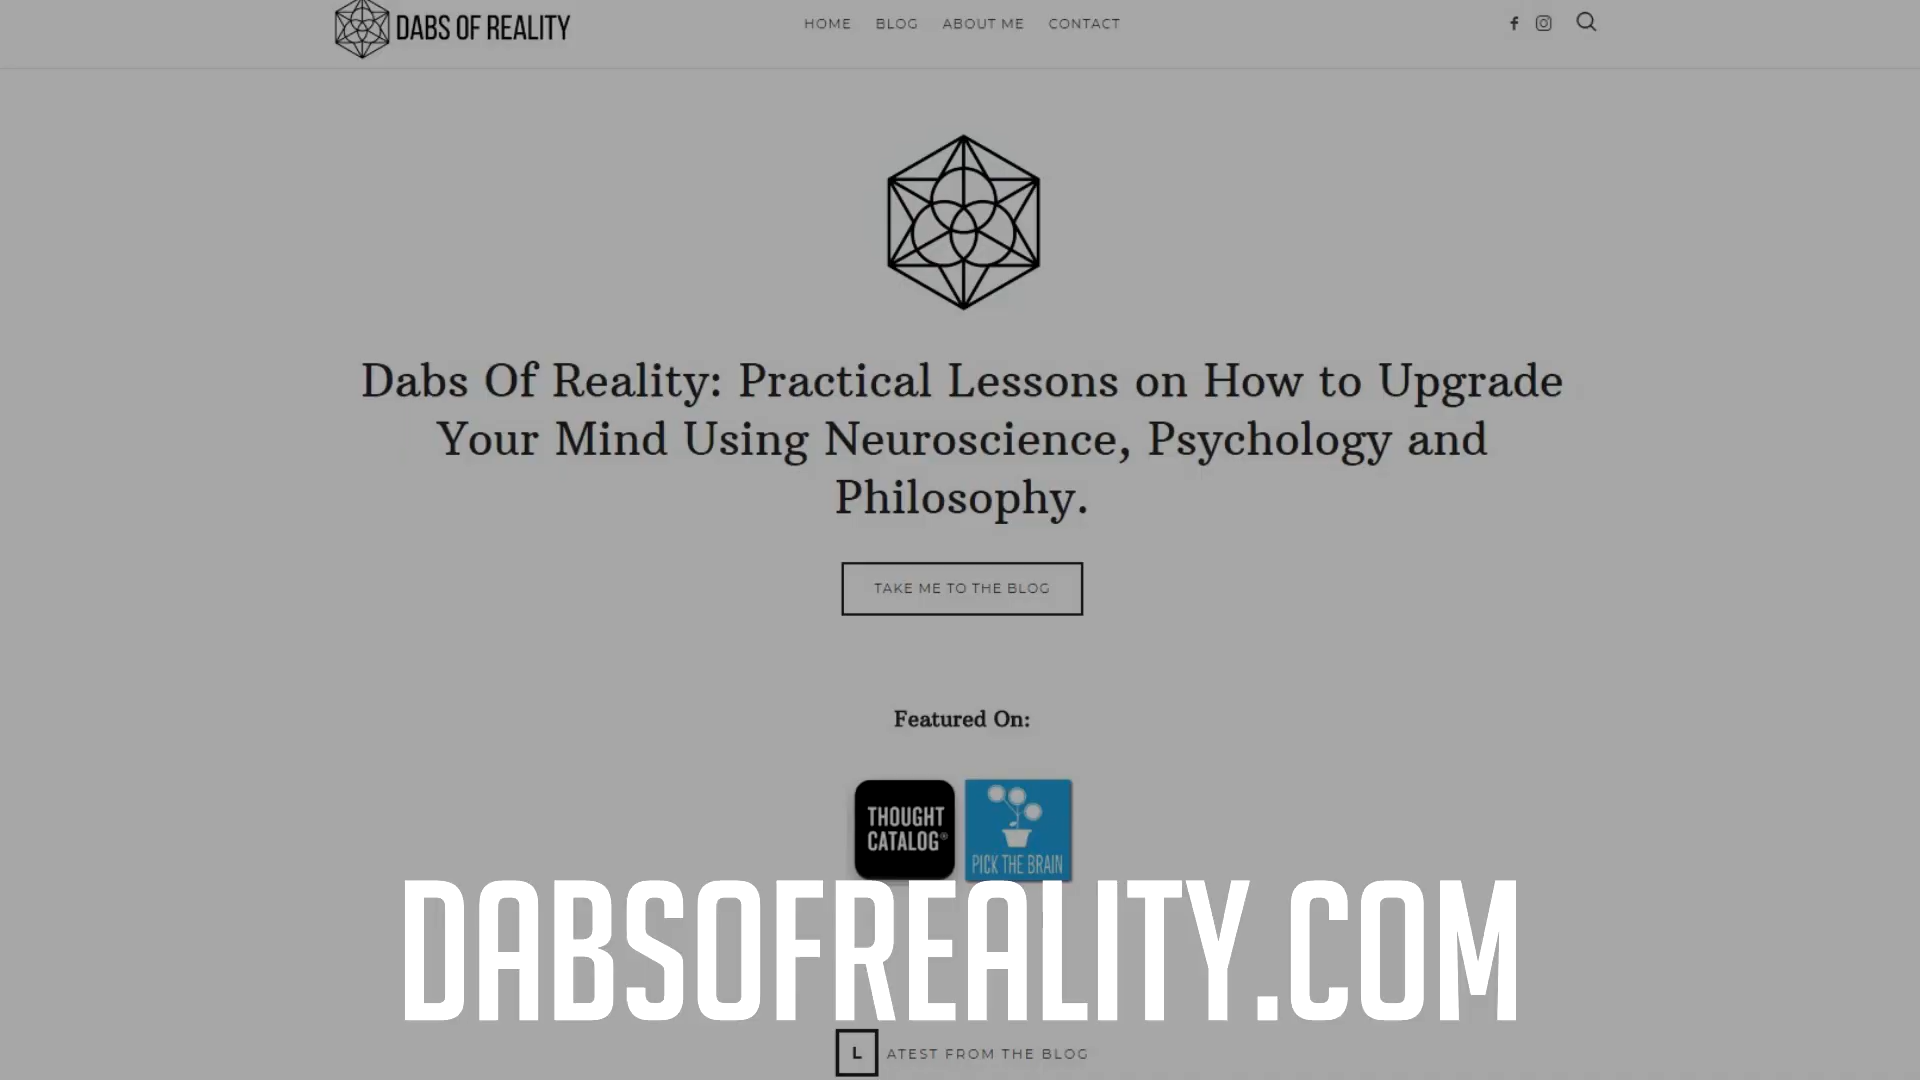 DABS OF REALITY
HOME BLOG ABOUT ME CONTACT
Dabs Of Reality: Practical Lessons on How to Upgrade
Your Mind Using Neuroscience, Psychology and
Philosophy.
TAKE ME TO THE BLOG
Featured On:
THOUGHT
CATALOG®
PICK THE BRAIN
DABSOFREALITY.COM
LATEST FROM THE BLOG